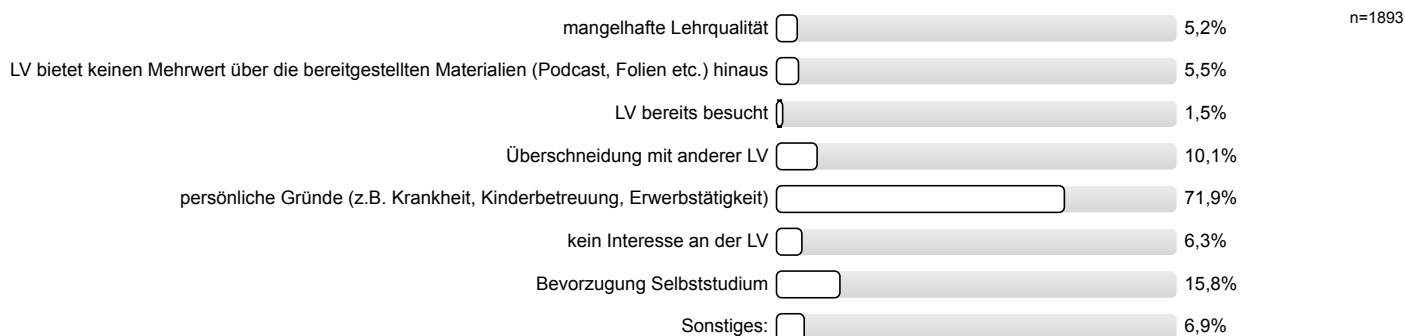 mangelhafte Lehrqualität 5,2% n=1893
LV bietet keinen Mehrwert über die bereitgestellten Materialien (Podcast, Folien etc.) hinaus 5,5%
LV bereits besucht 1,5%
Überschneidung mit anderer LV 10,1%
persönliche Gründe (z.B. Krankheit, Kinderbetreuung, Erwerbstätigkeit) 71,9%
kein Interesse an der LV 6,3%
Bevorzugung Selbststudium 15,8%
Sonstiges: 6,9%